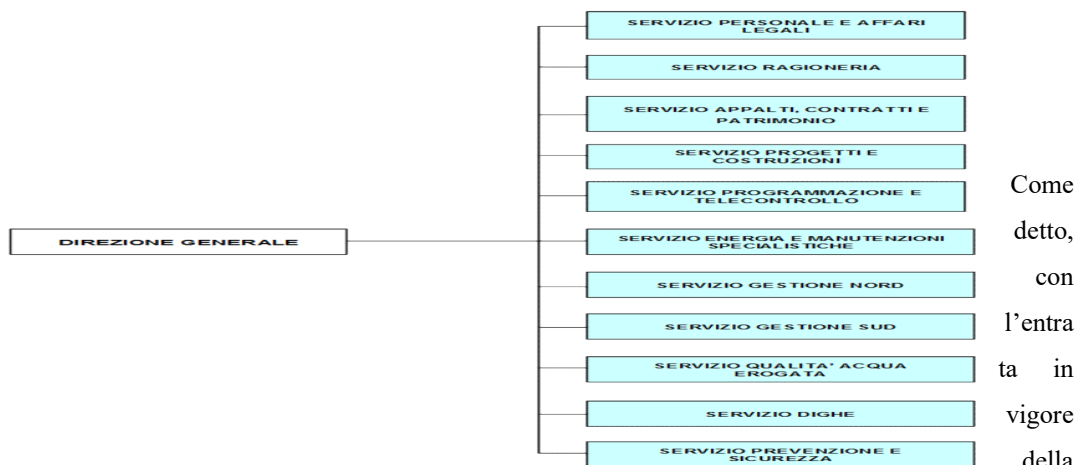 SERVIZIO PERSONALE E AFFARI
LEGALI
SERVIZIO RAGIONERIA
SERVIZIO APPALTI, CONTRATTI E
PATRIMONIO
SERVIZIO PROGETTI E
COSTRUZIONI
SERVIZIO PROGRAMMAZIONE E
TELECONTROLLO
DIREZIONE GENERALE
SERVIZIO ENERGIA E MANUTENZIONI
SPECIALISTICHE
SERVIZIO GESTIONE NORD
SERVIZIO GESTIONE SUD
SERVIZIO QUALITA' ACQUA
EROGATA
SERVIZIO DIGHE
SERVIZIO PREVENZIONE E
SICUREZZA
Come
detto,
con
l’entra
ta in
vigore
della